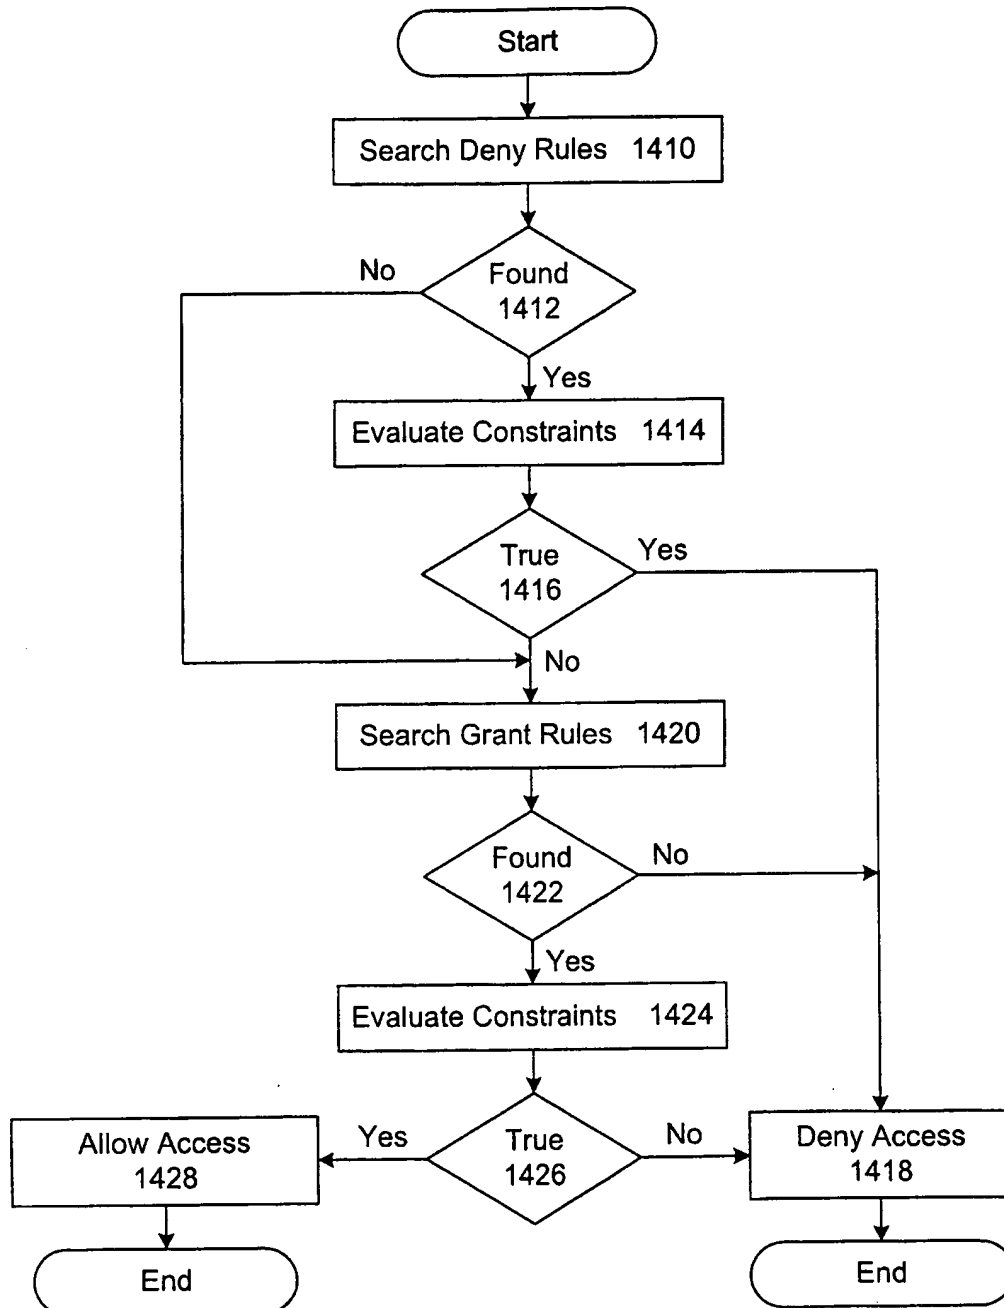 Start
Search Deny Rules 1410
No
Found
1412
Yes
Evaluate Constraints 1414
True
1416
Yes
No
Search Grant Rules 1420
Found
1422
No
Yes
Evaluate Constraints 1424
Allow Access
1428
Yes
True
1426
No
Deny Access
1418
End
End